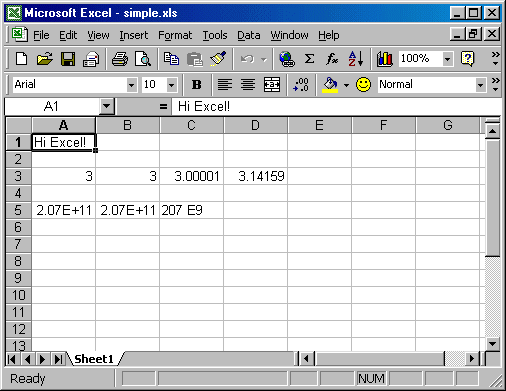 Microsoft Excel - simple.xls
File Edit View Insert Format Tools Data Window Help
100%
Arial 10 B Normal
A1 = Hi Excel!
A B C D E F G
1 Hi Excel!
2
3 3 3 3.00001 3.14159
4
5 2.07E+11 2.07E+11 207 E9
6
7
8
9
10
11
12
13
Sheet1
Ready NUM